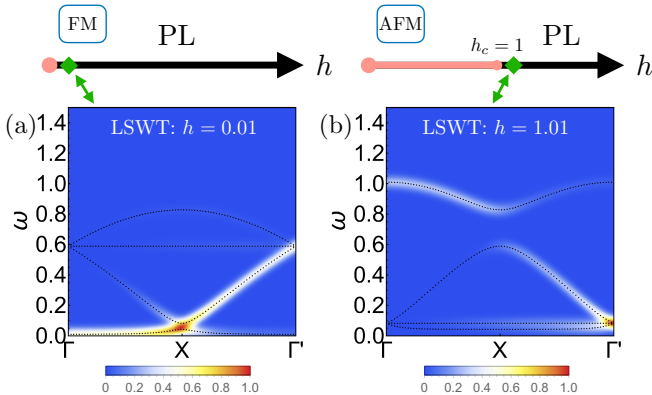 FM
PL
h
AFM
h_c = 1
PL
h
(a)
LSWT: h = 0.01
ω
1.4
1.2
1.0
0.8
0.6
0.4
0.2
0.0
Γ
X
Γ'
0 0.2 0.4 0.6 0.8 1.0
(b)
LSWT: h = 1.01
ω
1.4
1.2
1.0
0.8
0.6
0.4
0.2
0.0
Γ
X
Γ'
0 0.2 0.4 0.6 0.8 1.0